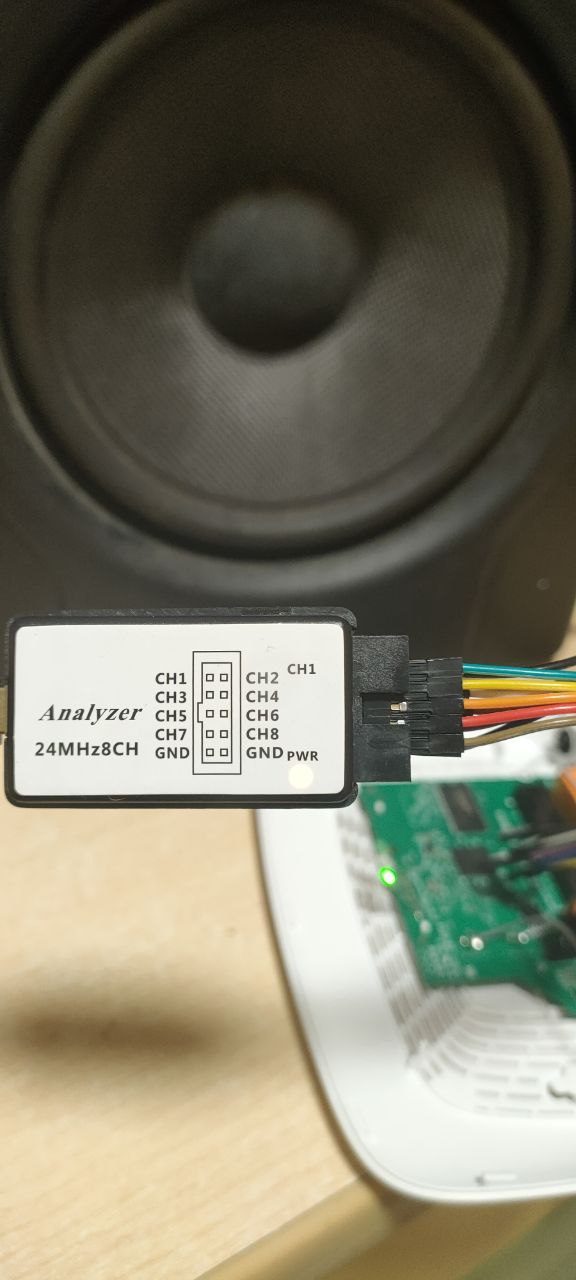 CH1 CH2 CH1
CH3 CH4
Analyzer CH5 CH6
CH7 CH8
24MHz8CH GND GND PWR